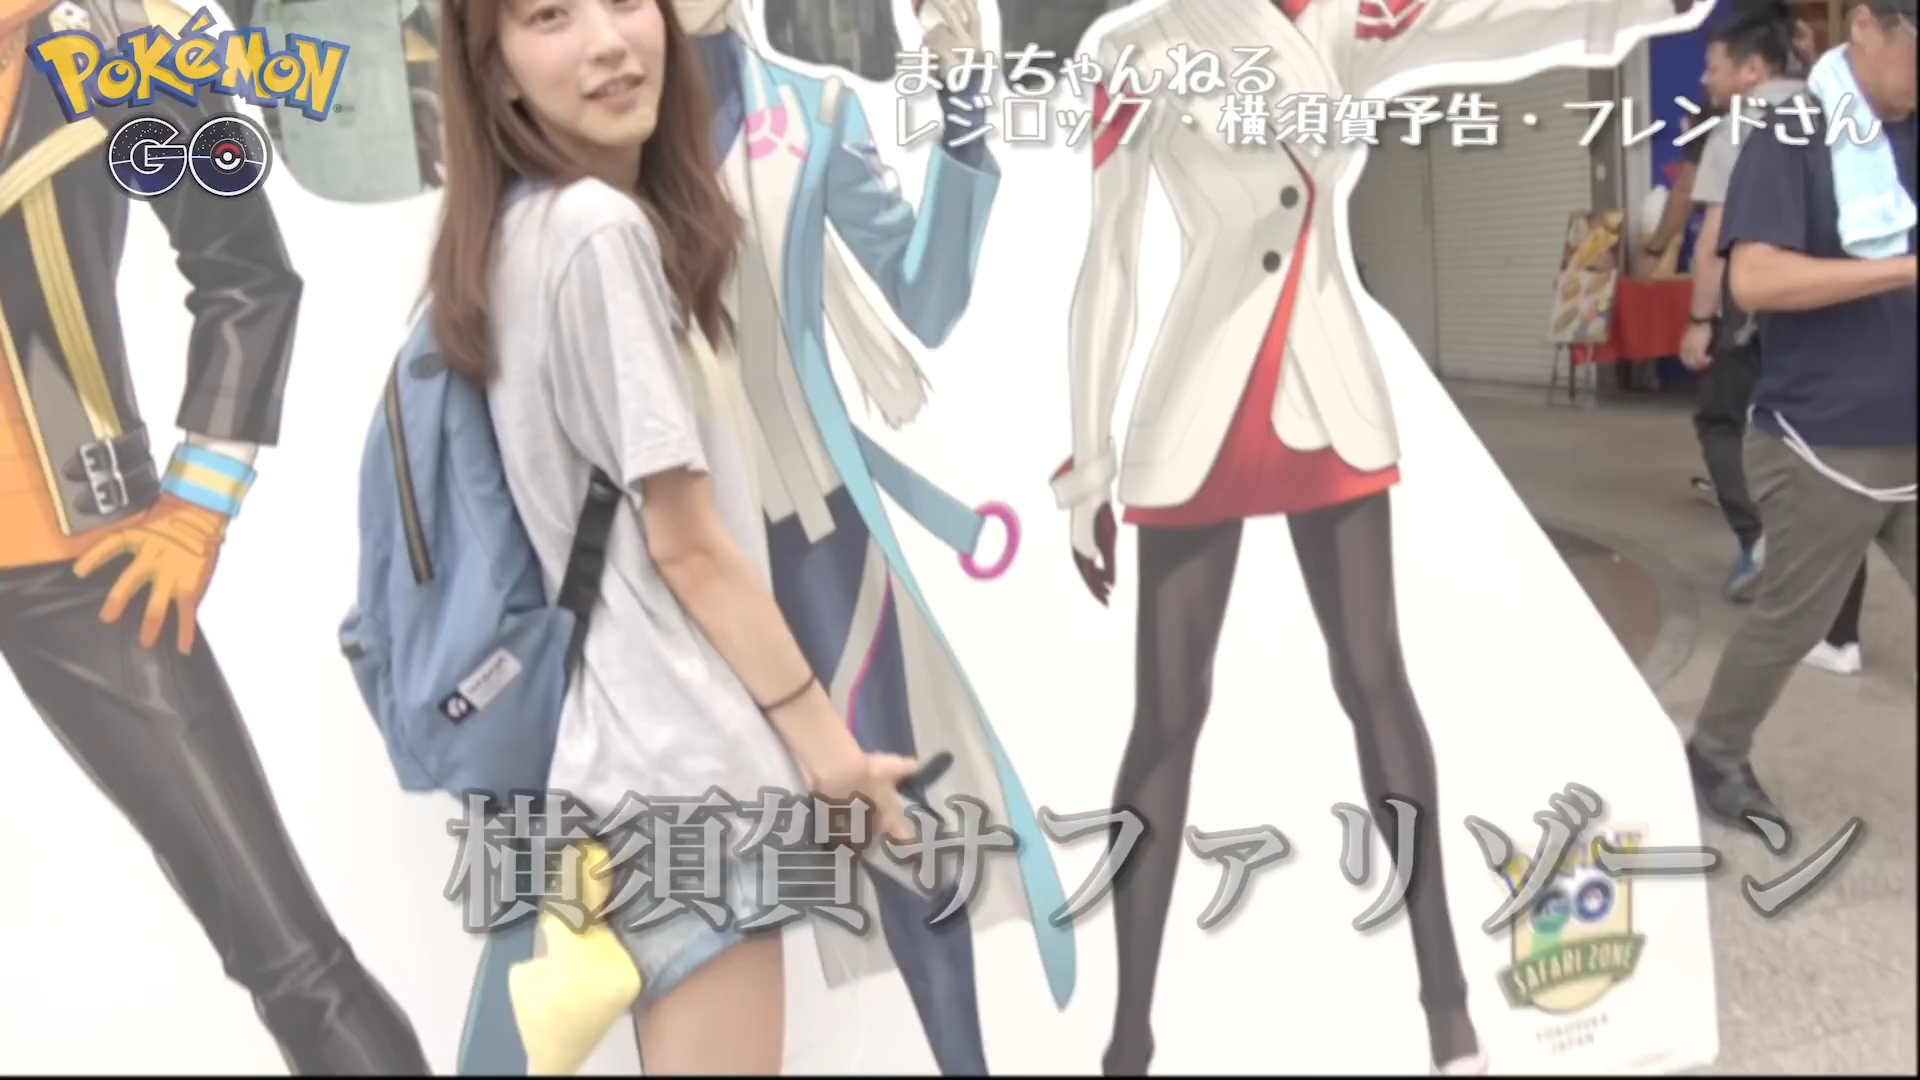 POKÉMON
GO
まみちゃんねる
レジロック・横須賀予告・フレンドさん
横須賀サファリゾーン
GO
SAFARI ZONE
YOKOSUKA
JAPAN